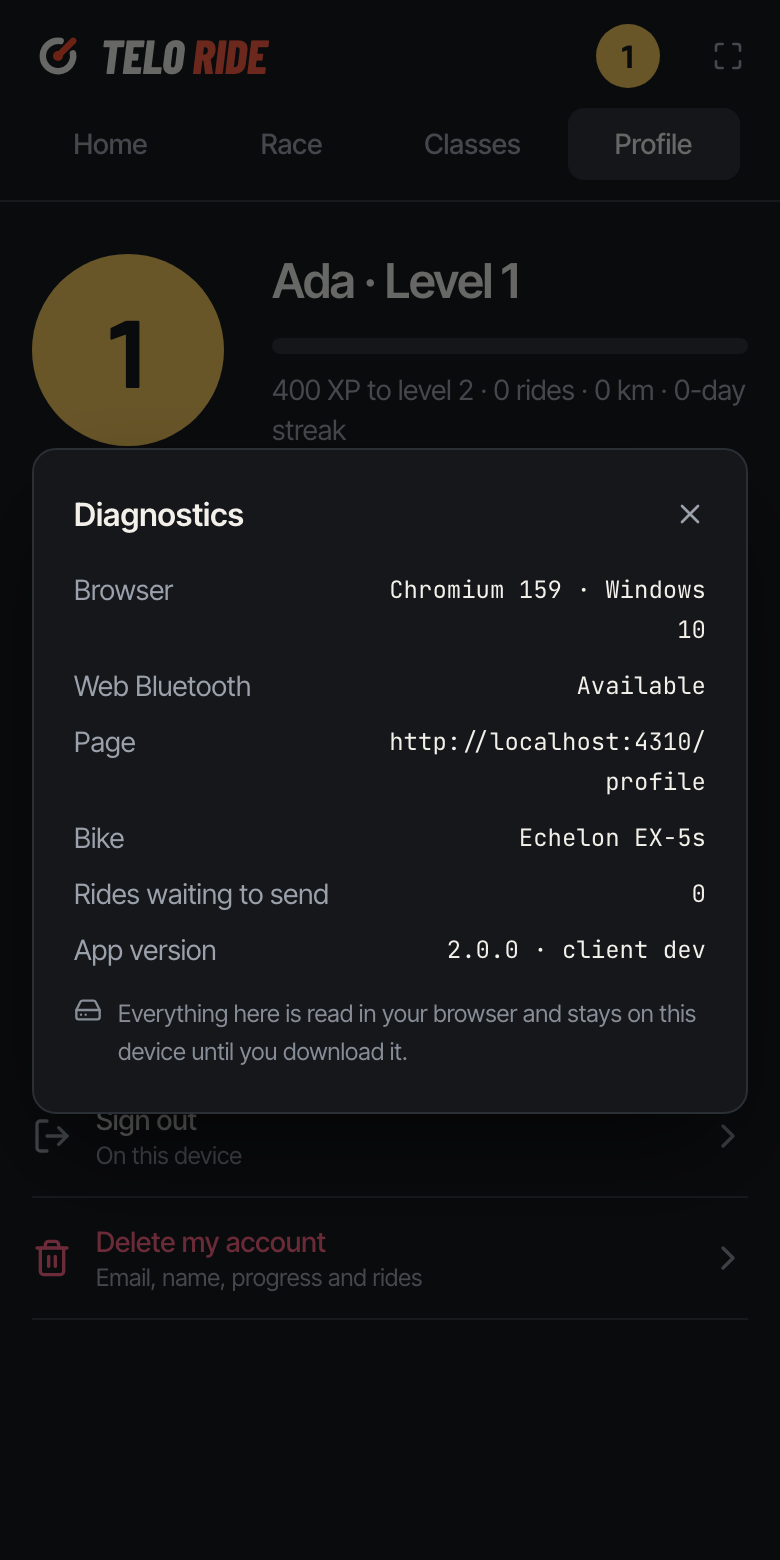 TELO RIDE
1
Home Race Classes Profile
1
Ada · Level 1
400 XP to level 2 · 0 rides · 0 km · 0-day
streak
Diagnostics
Browser Chromium 159 · Windows
10
Web Bluetooth Available
Page http://localhost:4310/
profile
Bike Echelon EX-5s
Rides waiting to send 0
App version 2.0.0 · client dev
Everything here is read in your browser and stays on this
device until you download it.
Sign out
On this device
Delete my account
Email, name, progress and rides